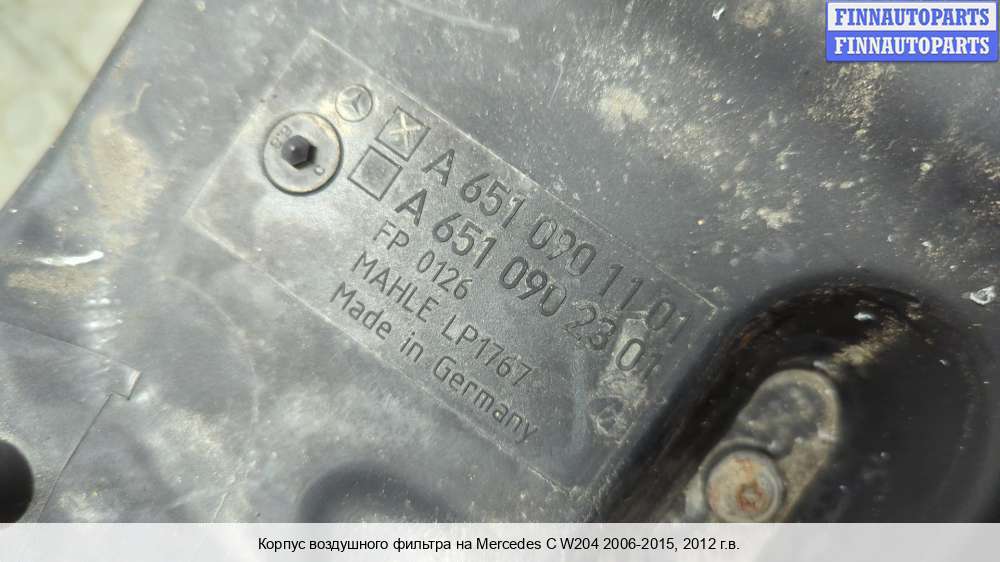 FINNAUTOPARTS
FINNAUTOPARTS
A 651 090 11 01
A 651 090 23 01
FP 0126
MAHLE LP1767
Made in Germany
Корпус воздушного фильтра на Mercedes C W204 2006-2015, 2012 г.в.